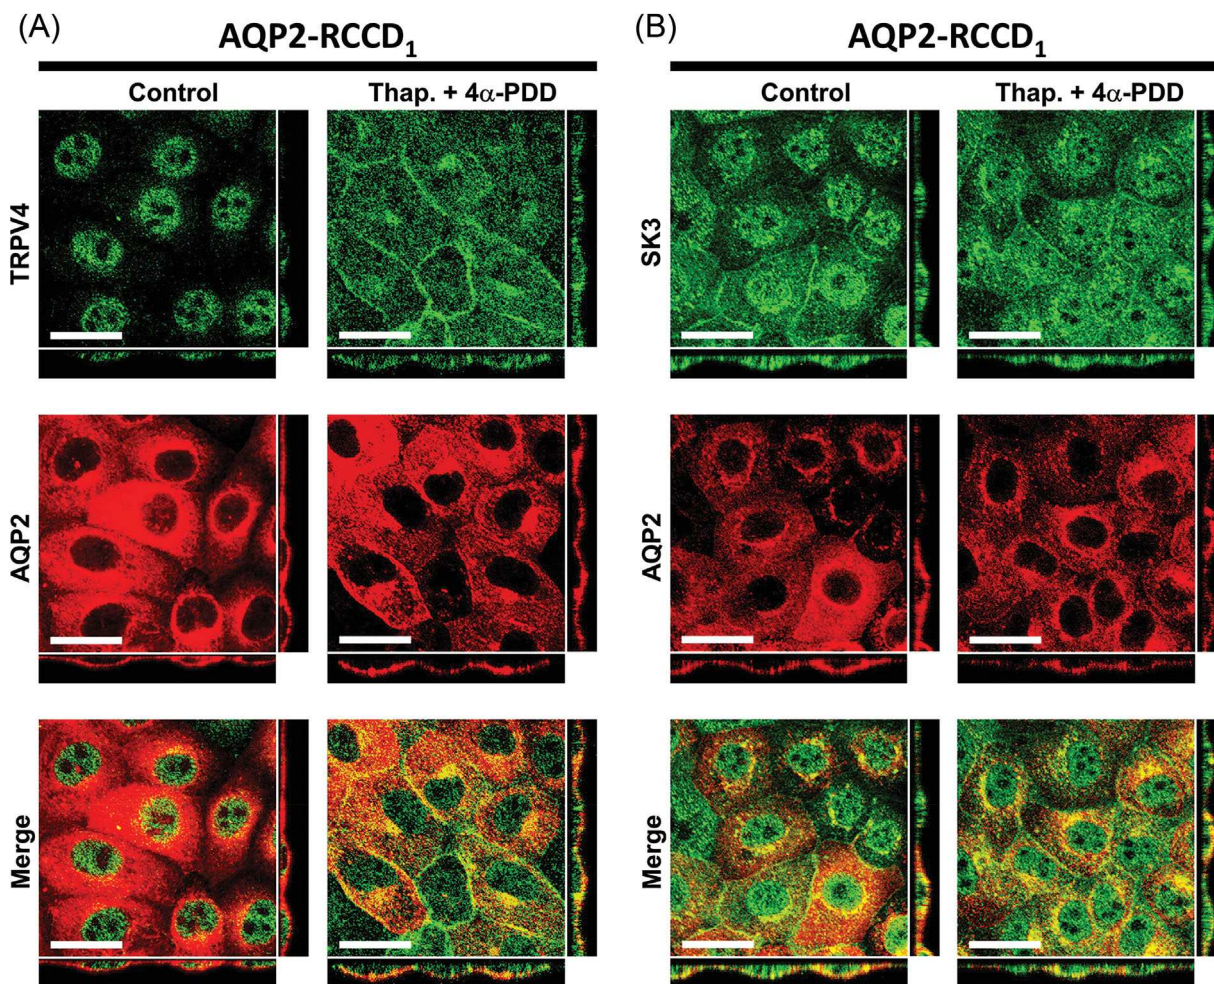 (A)
AQP2-RCCD₁
Control
Thap. + 4α-PDD
TRPV4
AQP2
Merge
(B)
AQP2-RCCD₁
Control
Thap. + 4α-PDD
SK3
AQP2
Merge